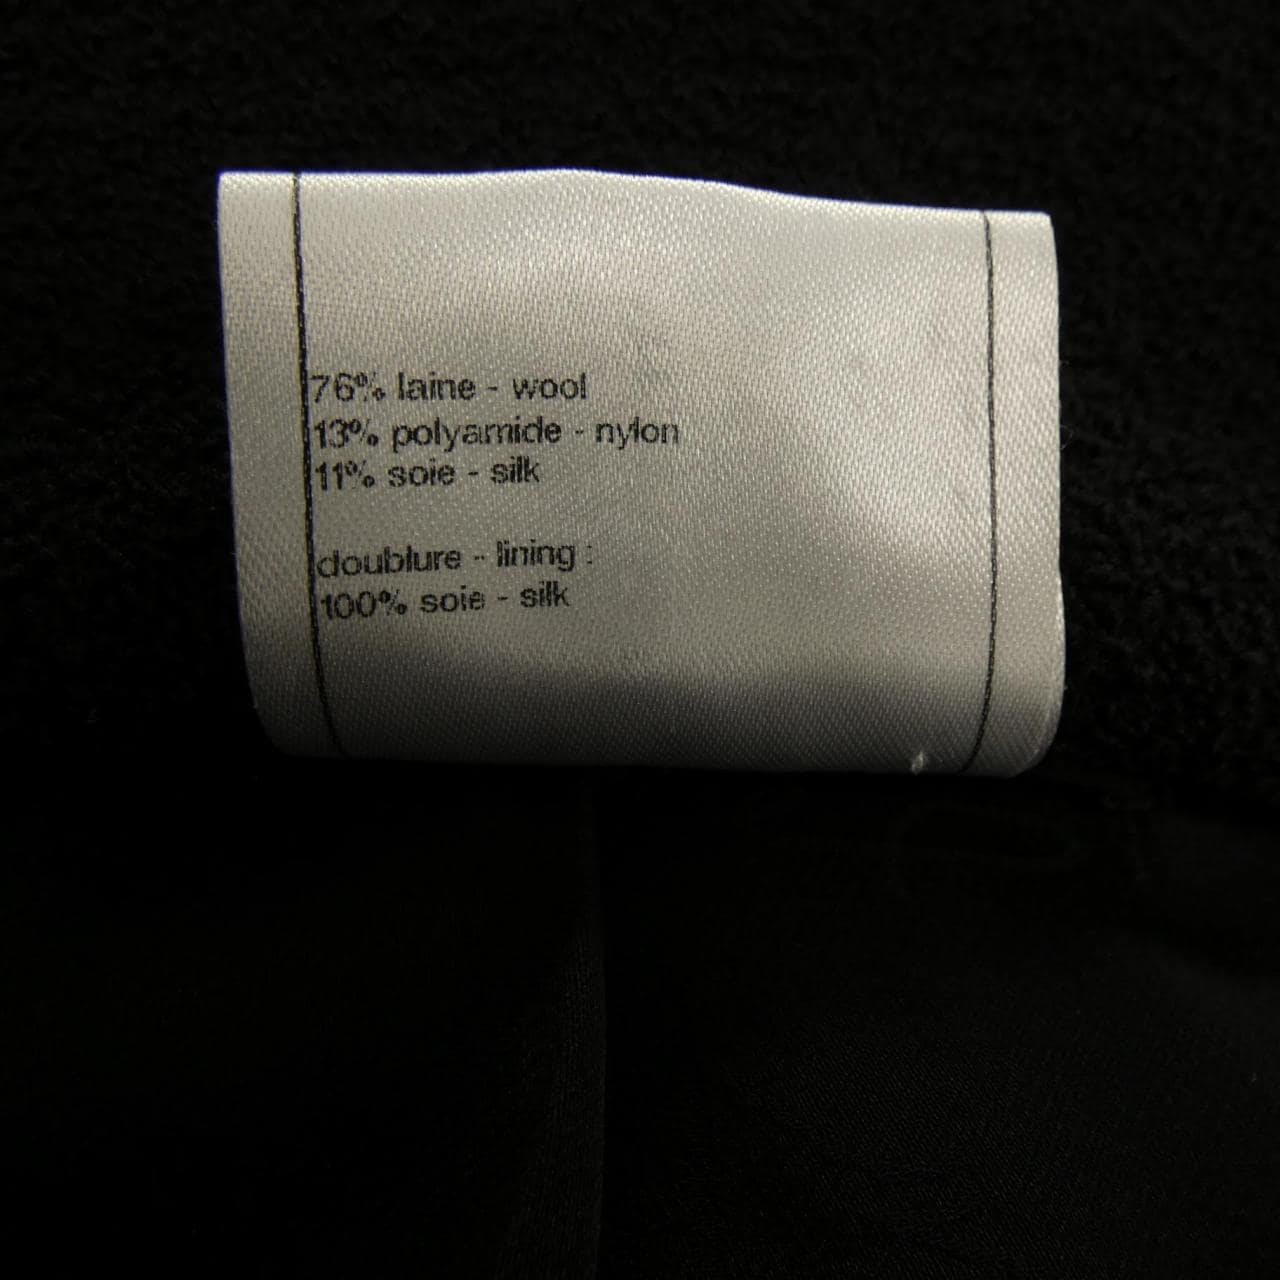 76% laine - wool
13% polyamide - nylon
11% soie - silk
doublure - lining :
100% soie - silk